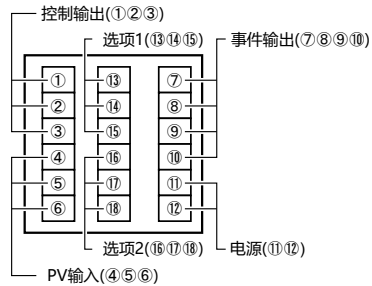 控制输出(①②③)
选项1(⑬⑭⑮)
事件输出(⑦⑧⑨⑩)
① ⑬ ⑦
② ⑭ ⑧
③ ⑮ ⑨
④ ⑯ ⑩
⑤ ⑰ ⑪
⑥ ⑱ ⑫
选项2(⑯⑰⑱)
电源(⑪⑫)
PV输入(④⑤⑥)